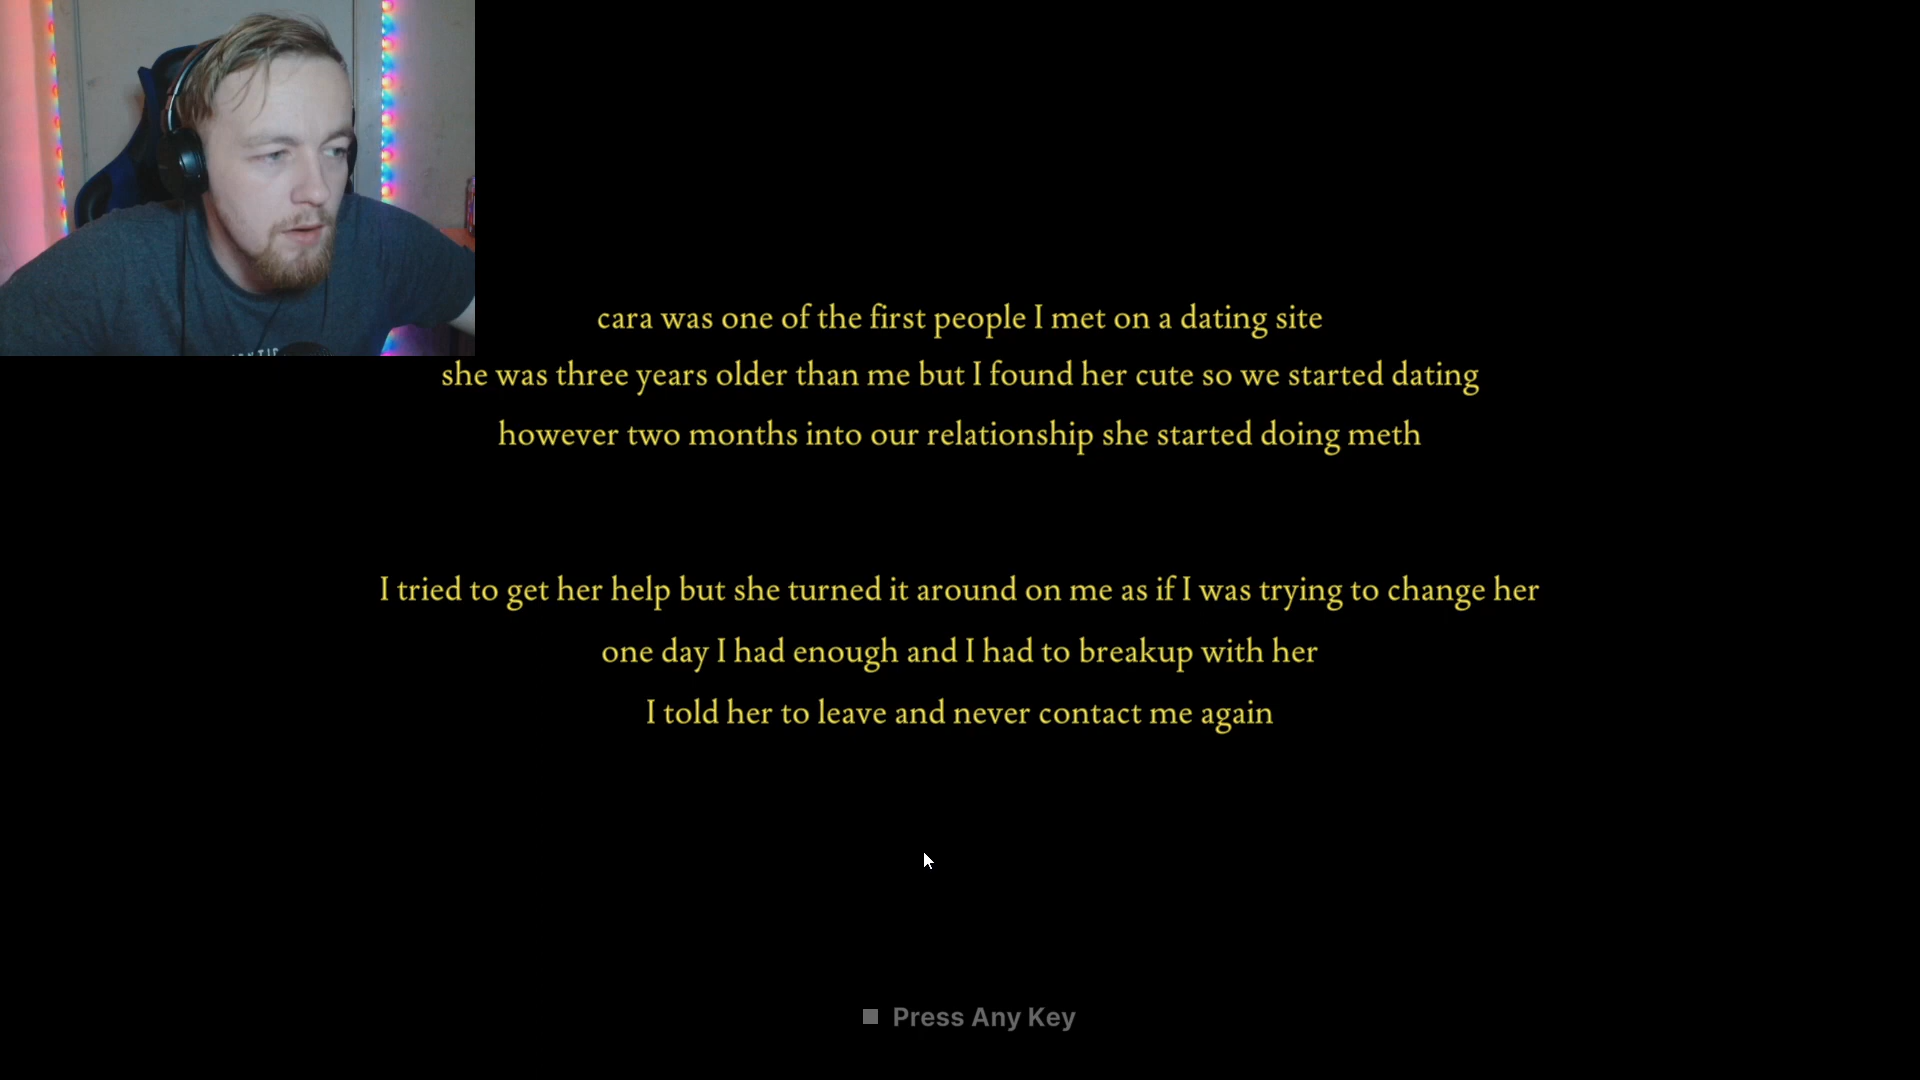 cara was one of the first people I met on a dating site
she was three years older than me but I found her cute so we started dating
however two months into our relationship she started doing meth
I tried to get her help but she turned it around on me as if I was trying to change her
one day I had enough and I had to breakup with her
I told her to leave and never contact me again
Press Any Key